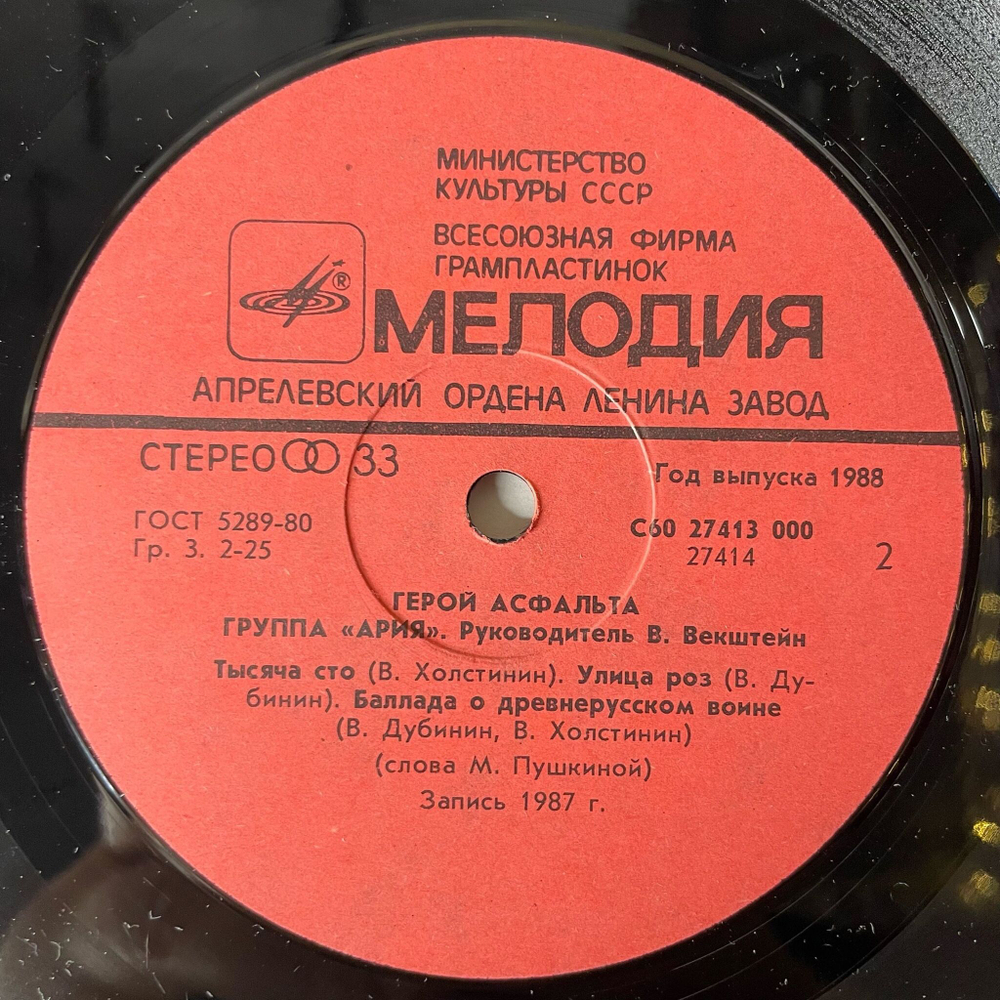 МИНИСТЕРСТВО
КУЛЬТУРЫ СССР
ВСЕСОЮЗНАЯ ФИРМА
ГРАМПЛАСТИНОК
®
МЕЛОДИЯ
АПРЕЛЕВСКИЙ ОРДЕНА ЛЕНИНА ЗАВОД
СТЕРЕО 33
Год выпуска 1988
ГОСТ 5289-80
С60 27413 000
Гр. 3. 2-25
27414
2
ГЕРОЙ АСФАЛЬТА
ГРУППА «АРИЯ». Руководитель В. Векштейн
Тысяча сто (В. Холстинин). Улица роз (В. Ду-
бинин). Баллада о древнерусском воине
(В. Дубинин, В. Холстинин)
(слова М. Пушкиной)
Запись 1987 г.